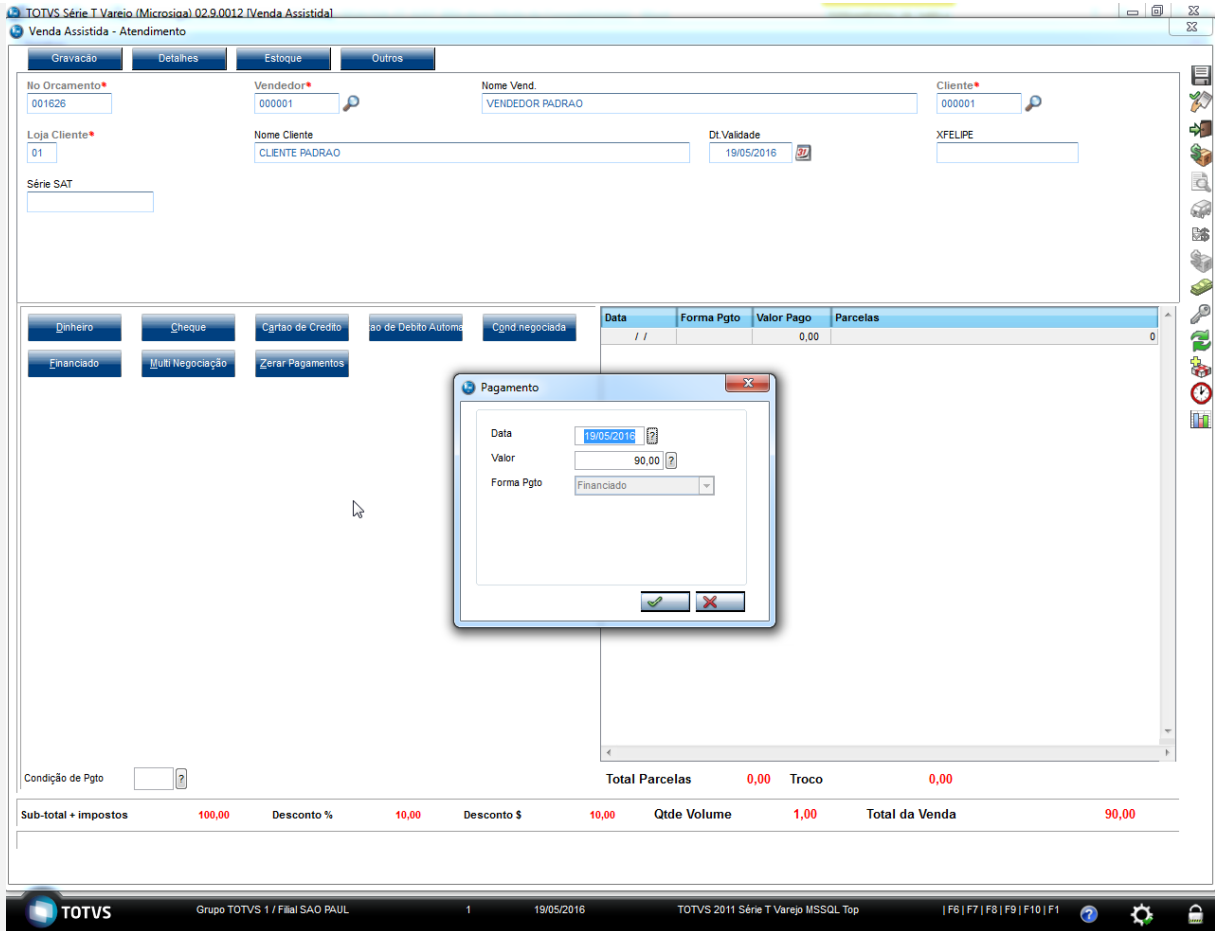 TOTVS Série T Varejo (Microsiga) 02.9.0012 [Venda Assistida]
Venda Assistida - Atendimento
Gravacão Detalhes Estoque Outros
No Orcamento* Vendedor* Nome Vend. Cliente*
001626 000001 VENDEDOR PADRAO 000001
Loja Cliente* Nome Cliente Dt.Validade XFELIPE
01 CLIENTE PADRAO 19/05/2016 31
Série SAT
Dinheiro Cheque Cartao de Credito ao de Debito Automa Cond.negociada
Financiado Multi Negociação Zerar Pagamentos
Data Forma Pgto Valor Pago Parcelas
/ / 0,00 0
Pagamento
Data 19/05/2016 ?
Valor 90,00 ?
Forma Pgto Financiado
Condição de Pgto ?
Total Parcelas 0,00 Troco 0,00
Sub-total + impostos 100,00 Desconto % 10,00 Desconto $ 10,00 Qtde Volume 1,00 Total da Venda 90,00
TOTVS Grupo TOTVS 1 / Filial SAO PAUL 1 19/05/2016 TOTVS 2011 Série T Varejo MSSQL Top | F6 | F7 | F8 | F9 | F10 | F1 ?